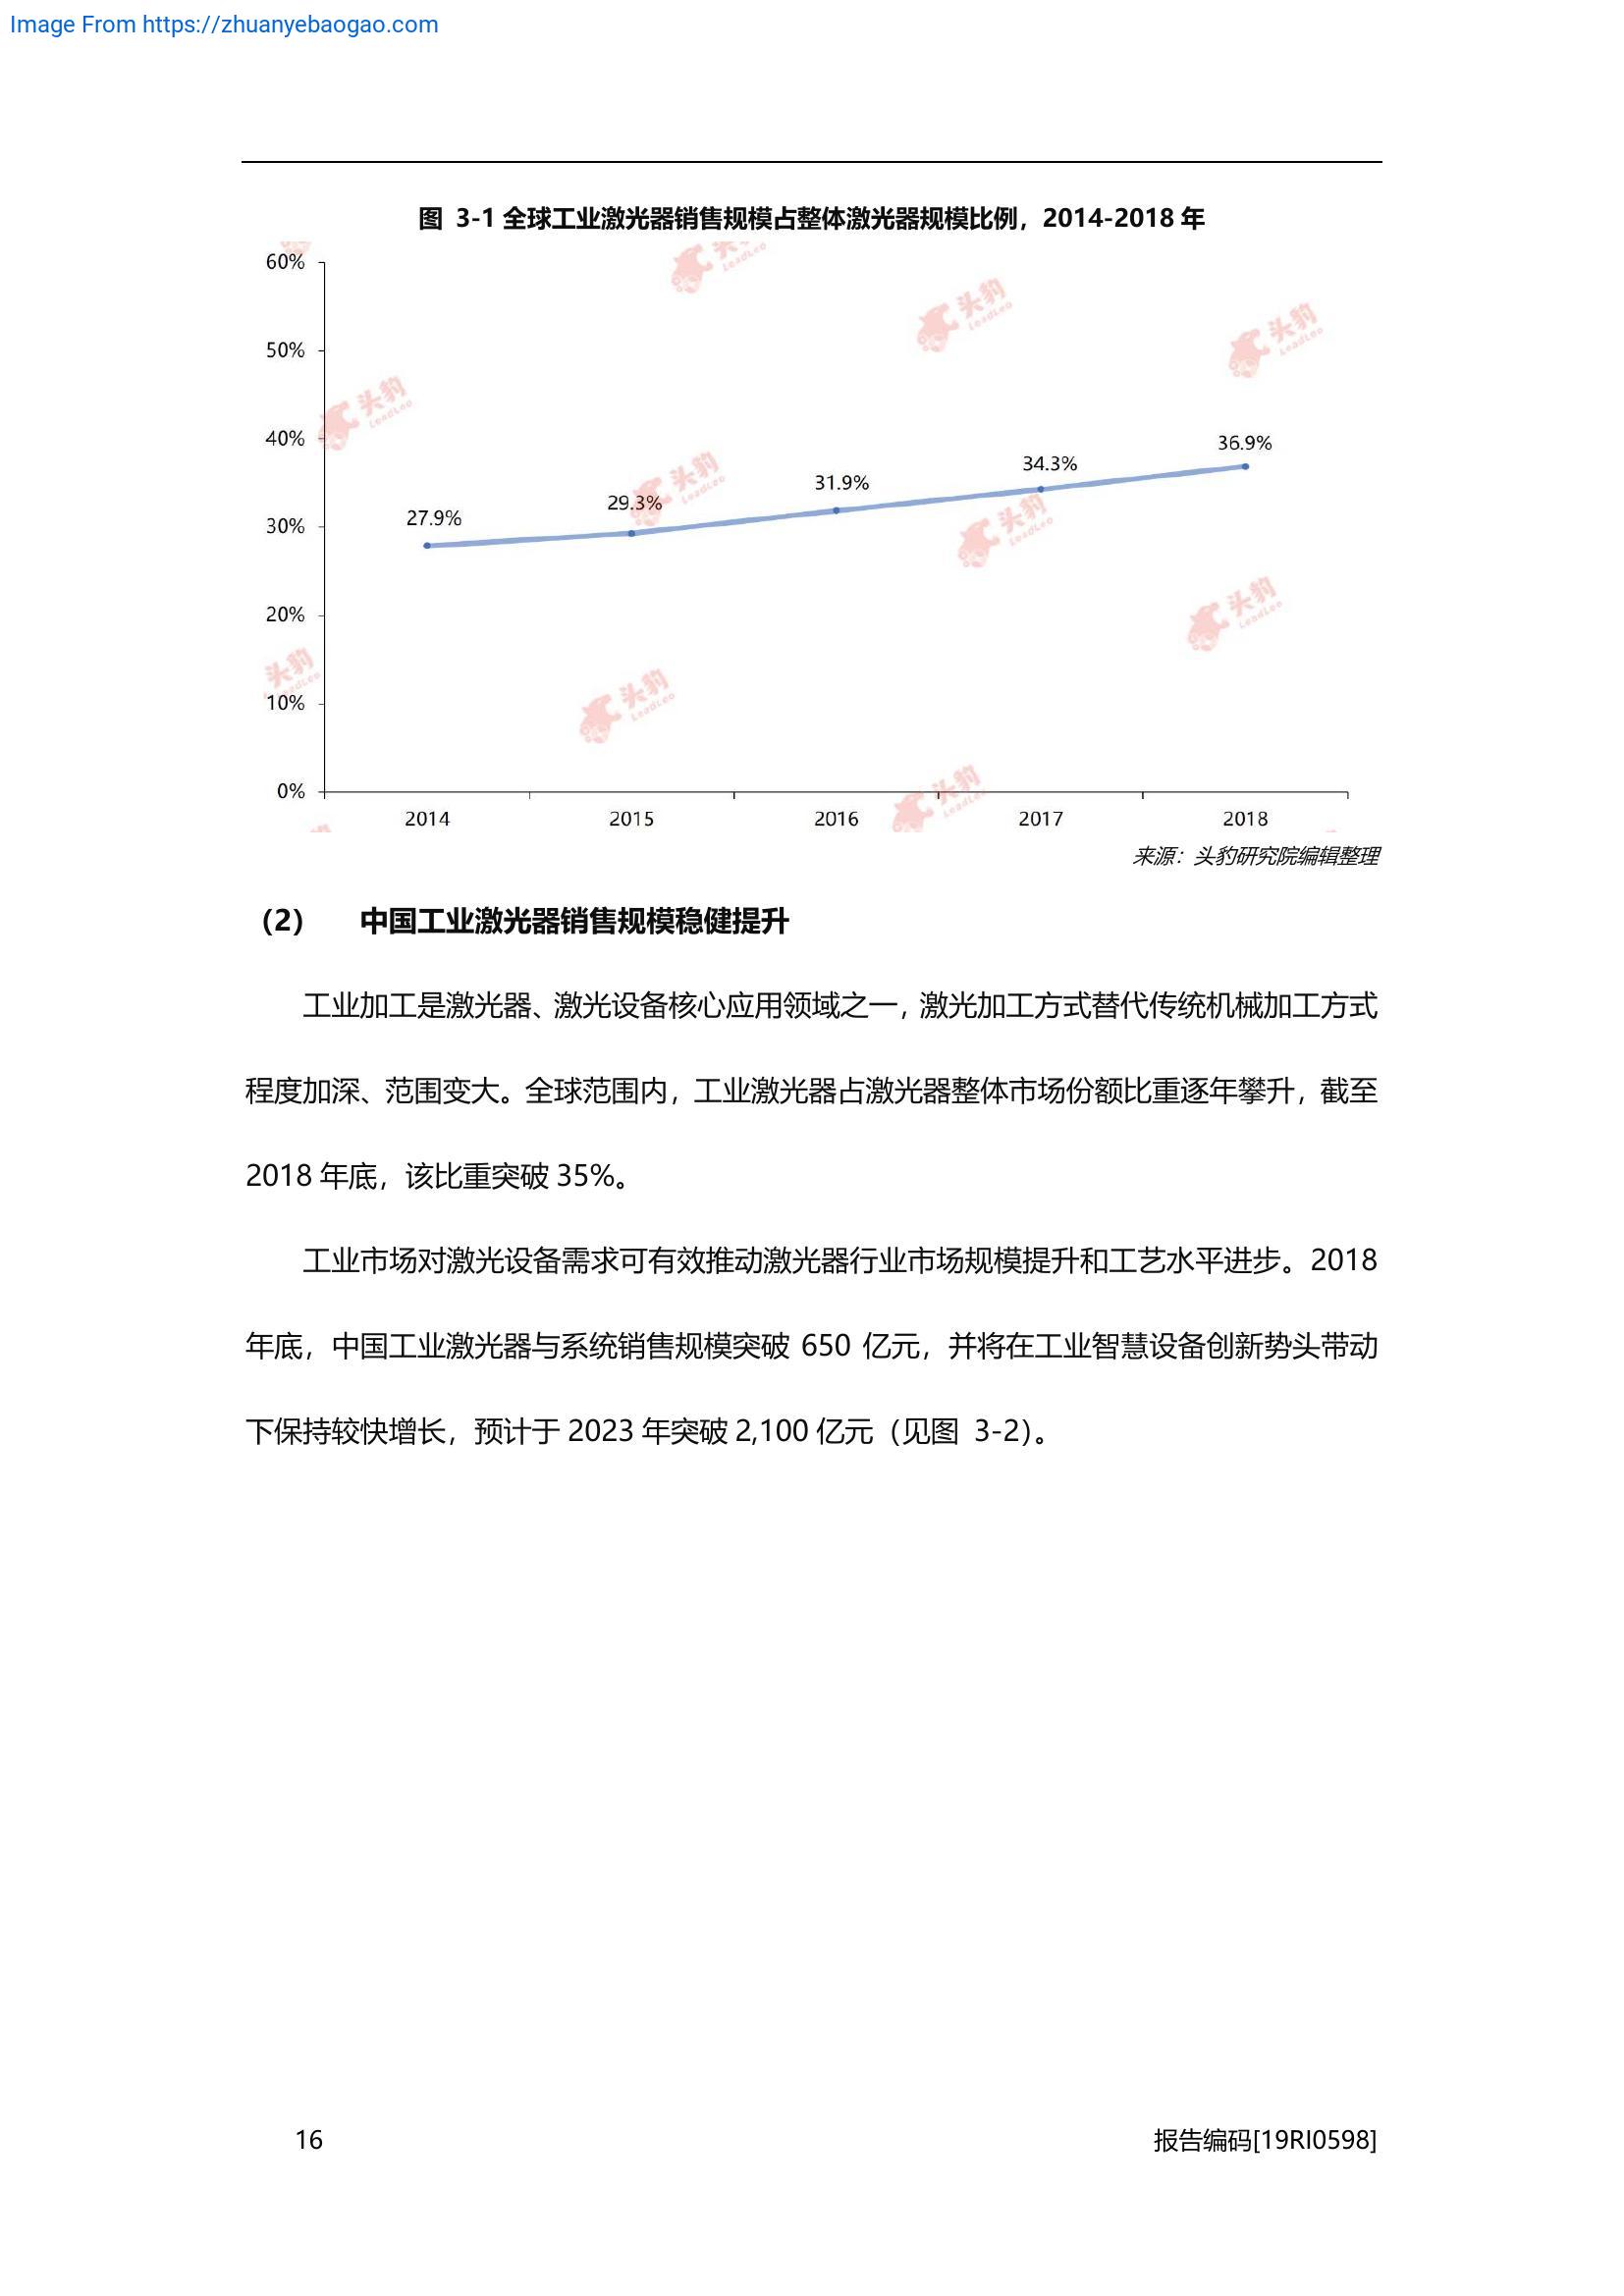 Image From https://zhuanyebaogao.com
图 3-1 全球工业激光器销售规模占整体激光器规模比例，2014-2018 年
60%
50%
40%
30%
20%
10%
0%
27.9%
29.3%
31.9%
34.3%
36.9%
2014
2015
2016
2017
2018
头豹
LeadLeo
来源：头豹研究院编辑整理
（2） 中国工业激光器销售规模稳健提升
工业加工是激光器、激光设备核心应用领域之一，激光加工方式替代传统机械加工方式
程度加深、范围变大。全球范围内，工业激光器占激光器整体市场份额比重逐年攀升，截至
2018 年底，该比重突破 35%。
工业市场对激光设备需求可有效推动激光器行业市场规模提升和工艺水平进步。2018
年底，中国工业激光器与系统销售规模突破 650 亿元，并将在工业智慧设备创新势头带动
下保持较快增长，预计于 2023 年突破 2,100 亿元（见图 3-2）。
16
报告编码[19RI0598]